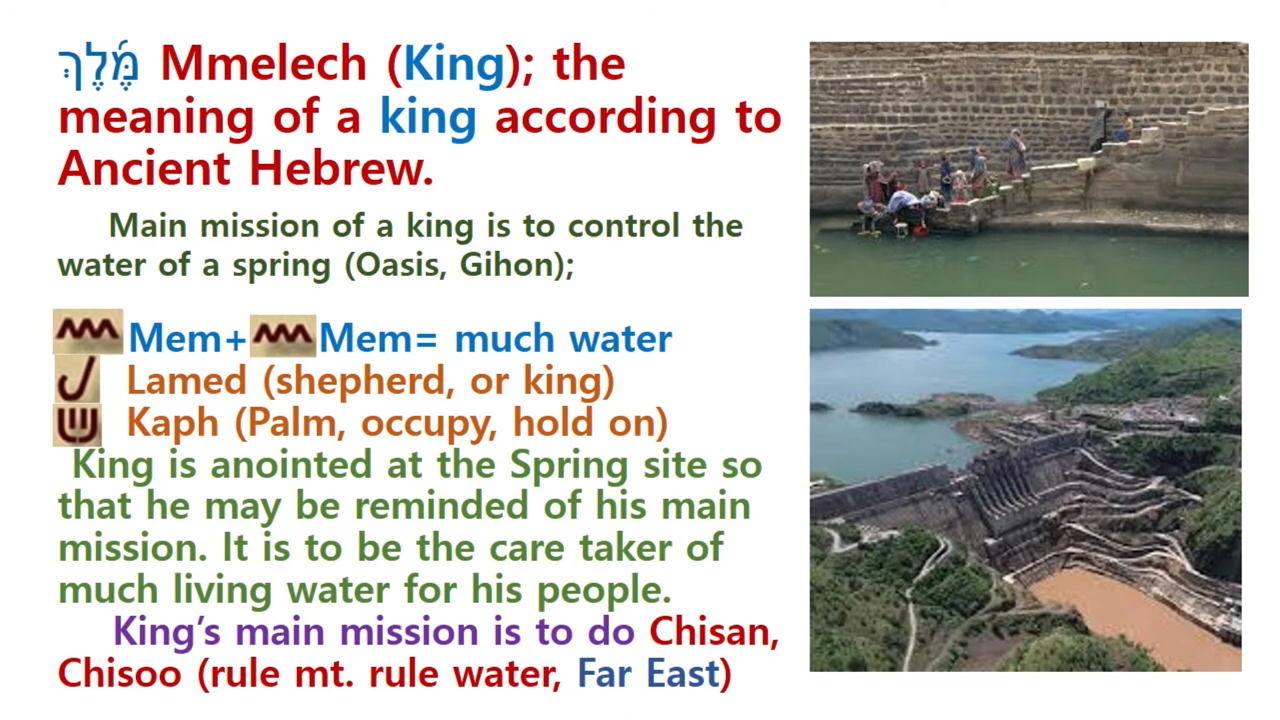 מֶּ֫לֶךְ Mmelech (King); the
meaning of a king according to
Ancient Hebrew.
Main mission of a king is to control the
water of a spring (Oasis, Gihon);
Mem+ Mem= much water
Lamed (shepherd, or king)
Kaph (Palm, occupy, hold on)
King is anointed at the Spring site so
that he may be reminded of his main
mission. It is to be the care taker of
much living water for his people.
King’s main mission is to do Chisan,
Chisoo (rule mt. rule water, Far East)